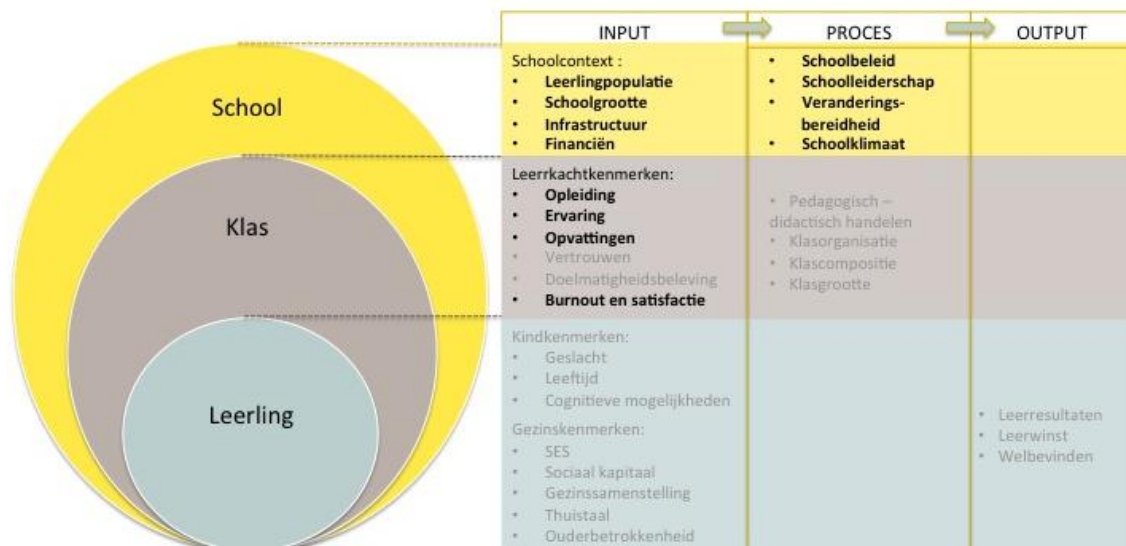 School
Klas
Leerling
INPUT
PROCES
OUTPUT
Schoolcontext :
• Leerlingpopulatie
• Schoolgrootte
• Infrastructuur
• Financiën
• Schoolbeleid
• Schoolleiderschap
• Veranderings-
bereidheid
• Schoolklimaat
Leerrkachtkenmerken:
• Opleiding
• Ervaring
• Opvattingen
• Vertrouwen
• Doelmatigheidsbeleving
• Burnout en satisfactie
• Pedagogisch –
didactisch handelen
• Klasorganisatie
• Klascompositie
• Klasgrootte
Kindkenmerken:
• Geslacht
• Leeftijd
• Cognitieve mogelijkheden
Gezinskenmerken:
• SES
• Sociaal kapitaal
• Gezinssamenstelling
• Thuistaal
• Ouderbetrokkenheid
• Leerresultaten
• Leerwinst
• Welbevinden